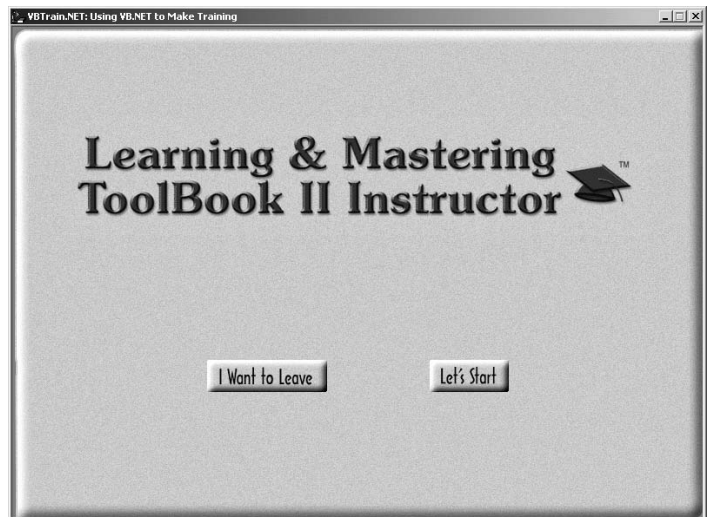 VBTrain.NET: Using VB.NET to Make Training
Learning & Mastering
ToolBook II Instructor
TM
I Want to Leave
Let's Start